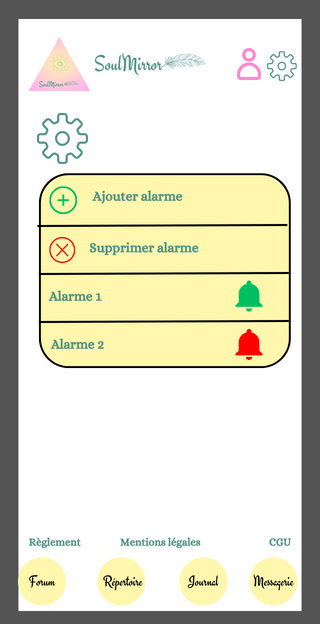 SoulMirror
SoulMirror
Ajouter alarme
Supprimer alarme
Alarme 1
Alarme 2
Règlement Mentions légales CGU
Forum Répertoire Journal Messagerie